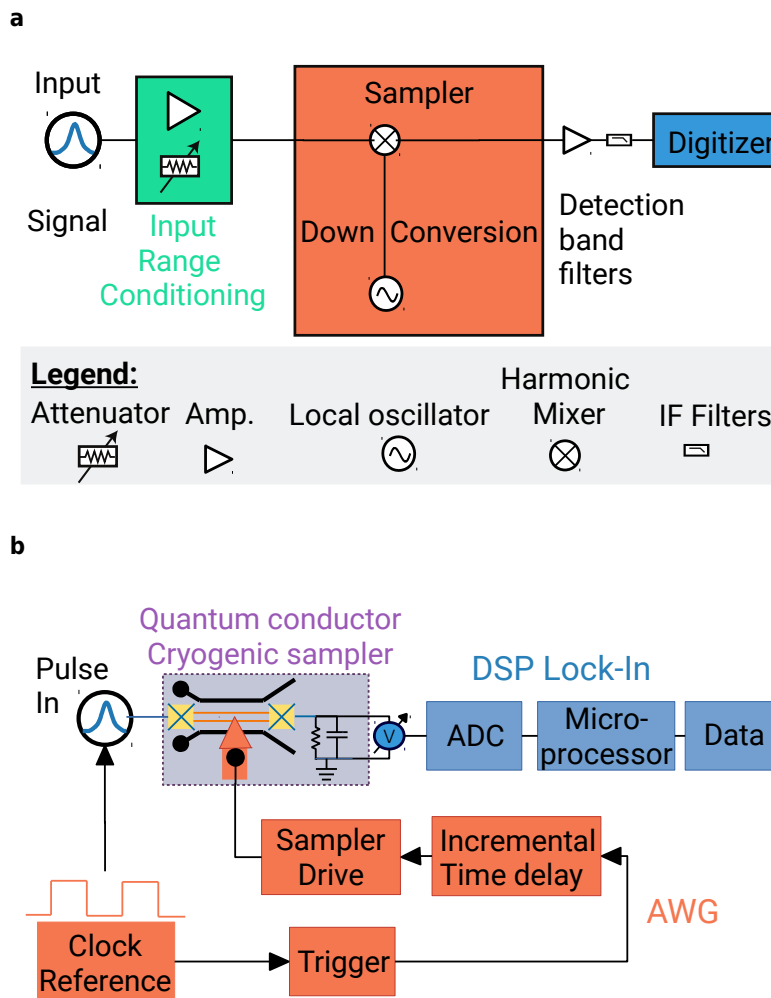 a
Input
Signal
Input
Range
Conditioning
Sampler
Down Conversion
Detection
band
filters
Digitizer
Legend:
Attenuator
Amp.
Local oscillator
Harmonic
Mixer
IF Filters
b
Quantum conductor
Cryogenic sampler
Pulse
In
V
DSP Lock-In
ADC
Micro-
processor
Data
Sampler
Drive
Incremental
Time delay
AWG
Clock
Reference
Trigger